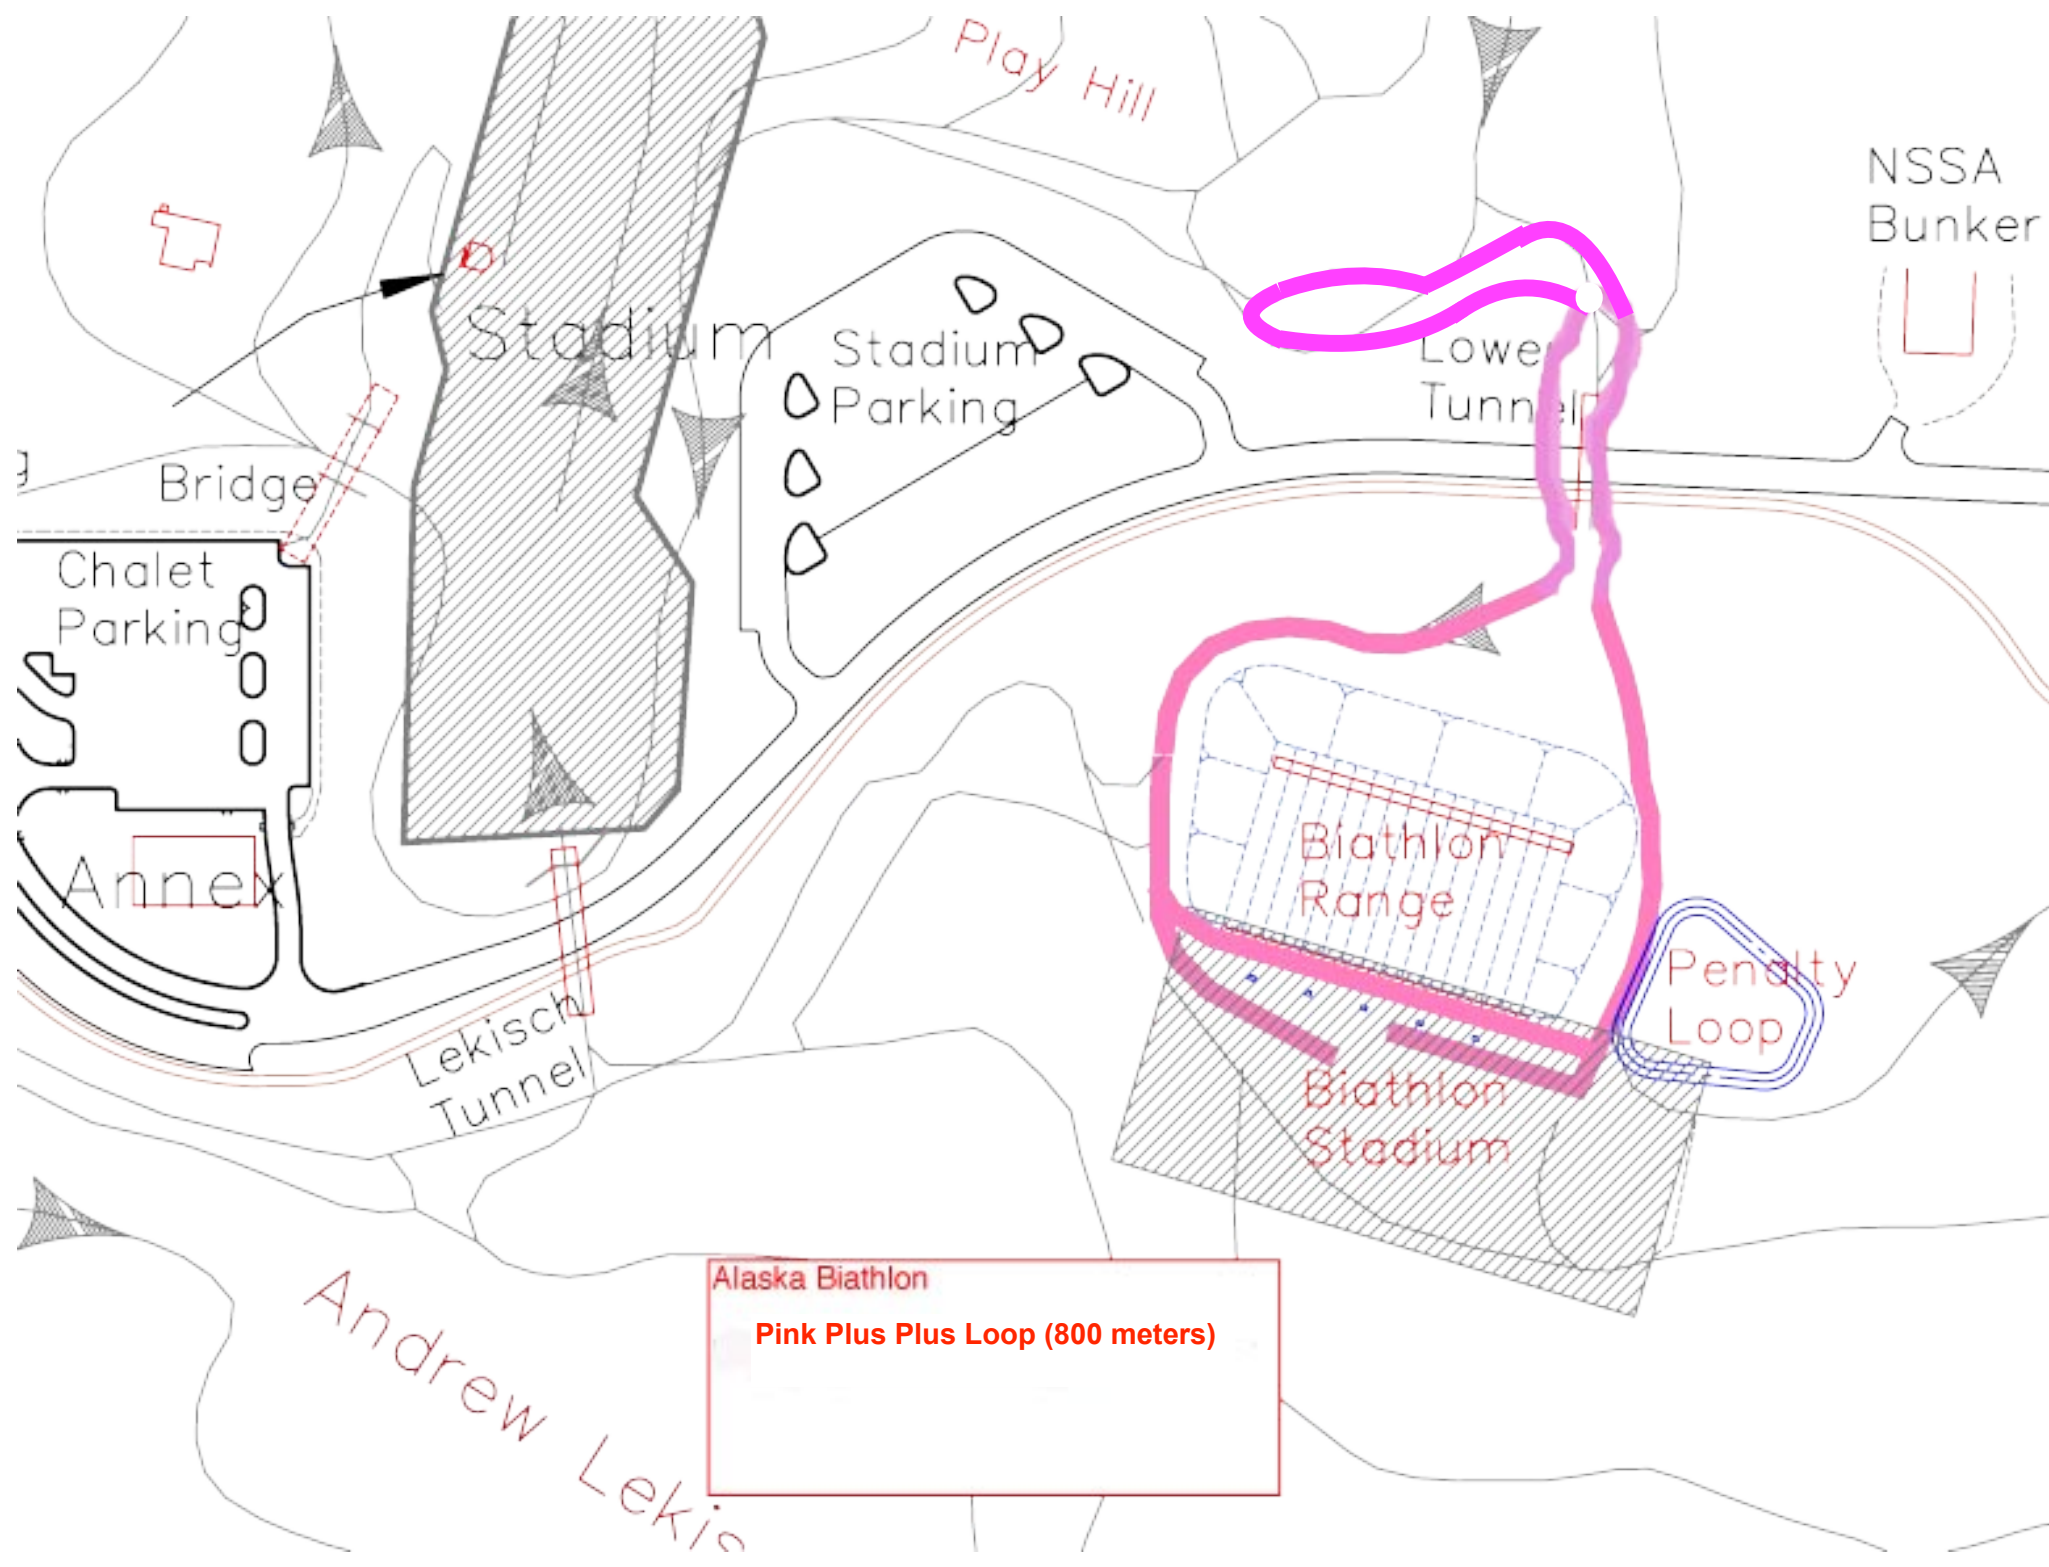 Play Hill
NSSA
Bunker
Stadium
Stadium
Parking
Lower
Tunnel
Bridge
Chalet
Parking
Annex
Biathlon
Range
Penalty
Loop
Lekisch
Tunnel
Biathlon
Stadium
Alaska Biathlon
Pink Plus Plus Loop (800 meters)
Andrew Lekis